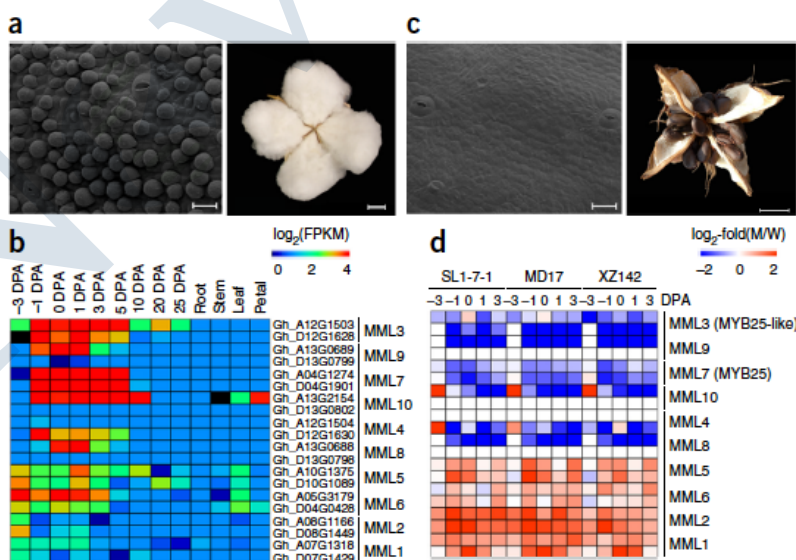 a
c
b
log2(FPKM)
0 2 4
−3 DPA
−1 DPA
0 DPA
1 DPA
3 DPA
5 DPA
10 DPA
20 DPA
25 DPA
Root
Stem
Leaf
Petal
Gh_A12G1503
Gh_D12G1628
Gh_A13G0689
Gh_D13G0799
Gh_A04G1274
Gh_D04G1901
Gh_A13G2154
Gh_D13G0802
Gh_A12G1504
Gh_D12G1630
Gh_A13G0688
Gh_D13G0798
Gh_A10G1375
Gh_D10G1089
Gh_A05G3179
Gh_D04G0428
Gh_A08G1166
Gh_D08G1449
Gh_A07G1318
Gh_D07G1429
MML3
MML9
MML7
MML10
MML4
MML8
MML5
MML6
MML2
MML1
d
log2-fold(M/W)
−2 0 2
SL1-7-1 MD17 XZ142
−3 −1 0 1 3 −3 −1 0 1 3 −3 −1 0 1 3 DPA
MML3 (MYB25-like)
MML9
MML7 (MYB25)
MML10
MML4
MML8
MML5
MML6
MML2
MML1